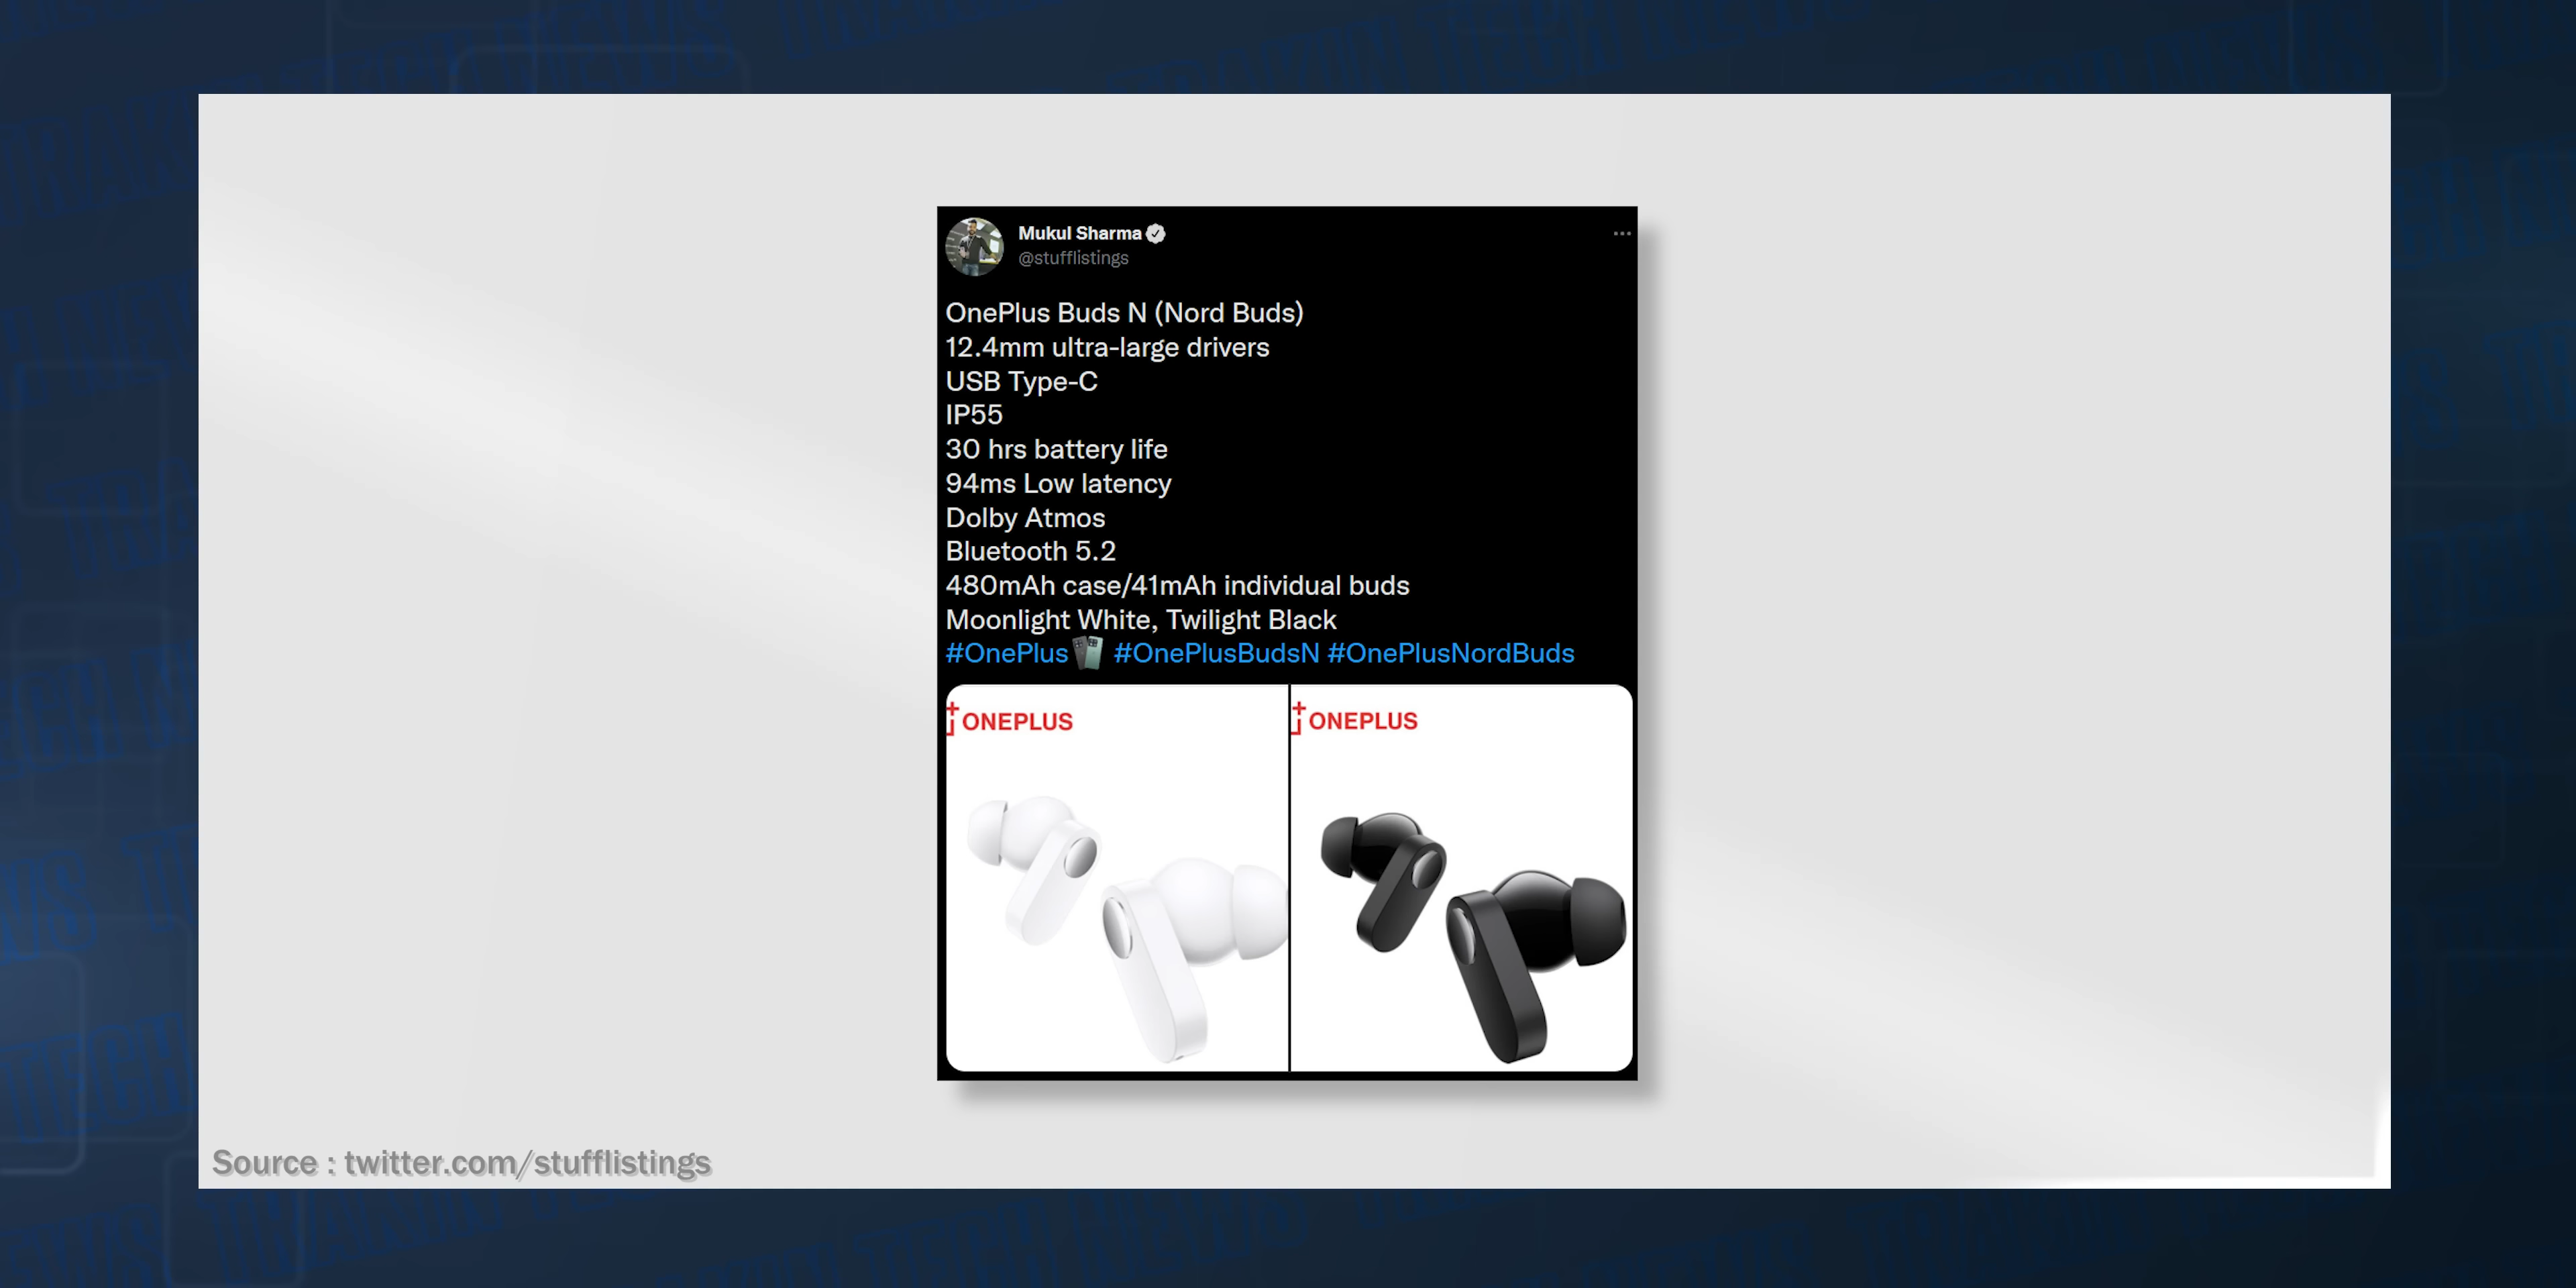 Mukul Sharma
@stufflistings
OnePlus Buds N (Nord Buds)
12.4mm ultra-large drivers
USB Type-C
IP55
30 hrs battery life
94ms Low latency
Dolby Atmos
Bluetooth 5.2
480mAh case/41mAh individual buds
Moonlight White, Twilight Black
#OnePlus #OnePlusBudsN #OnePlusNordBuds
ONEPLUS
ONEPLUS
Source : twitter.com/stufflistings